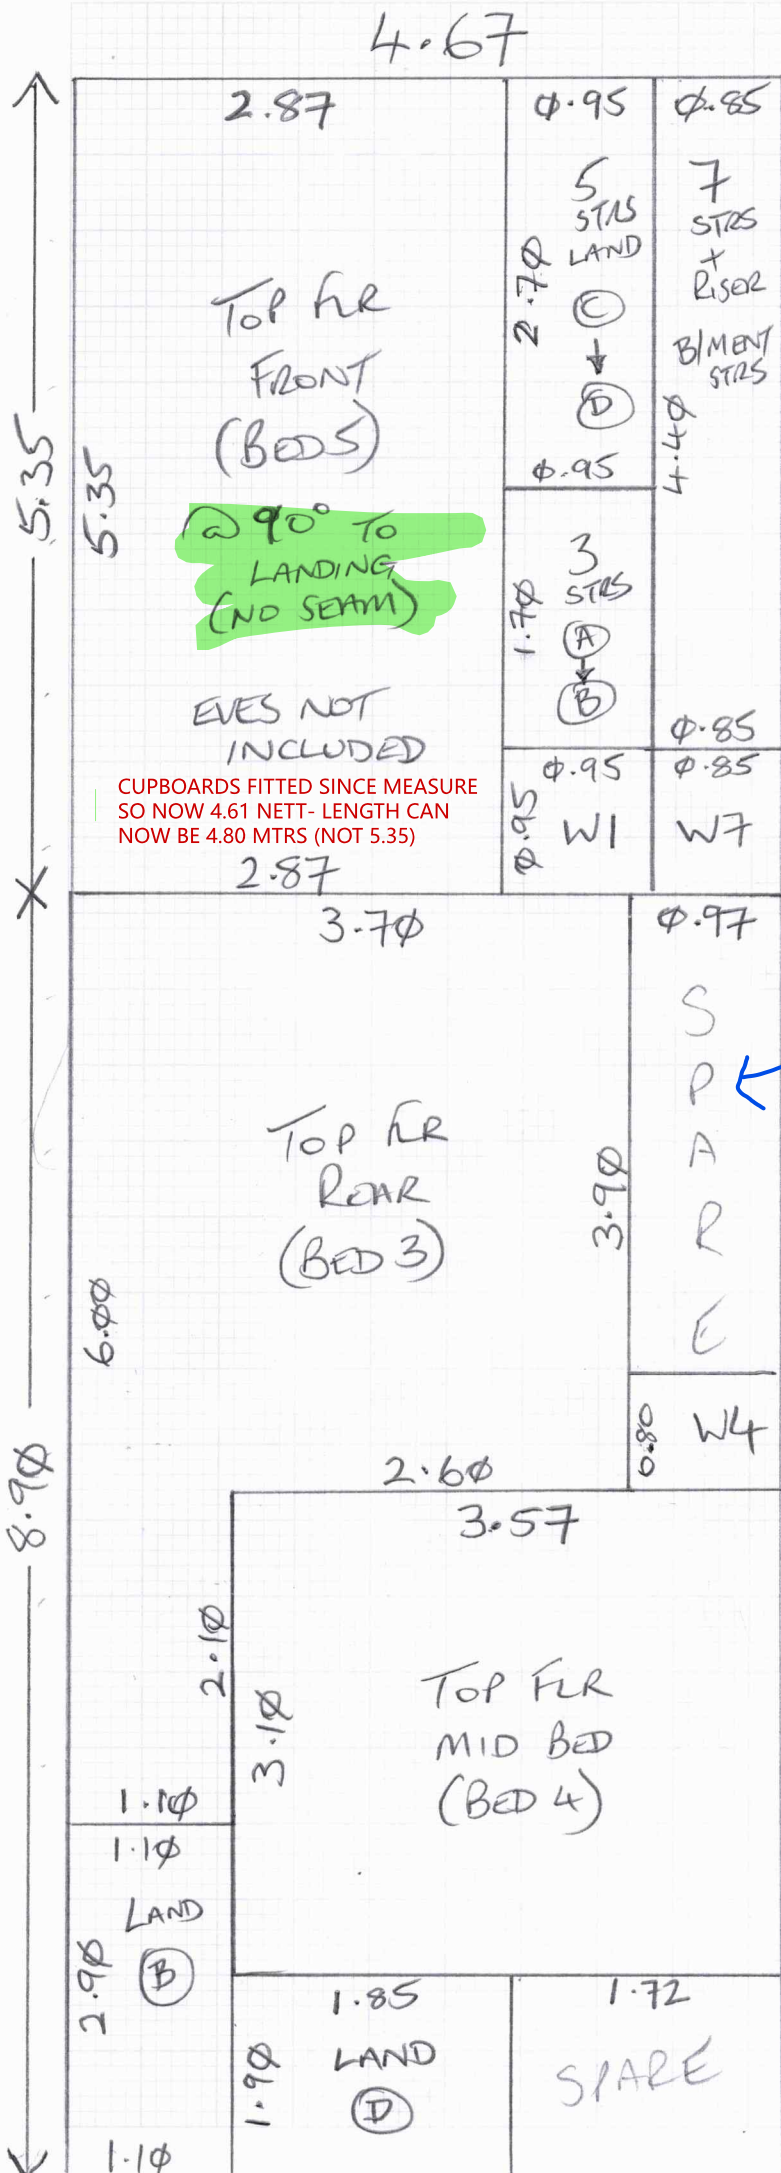 4.67
2.87
0.95
0.85
5
STRS
LAND
C
D
2.70
0.95
7
STRS
+
RISER
B/MENT
STRS
4.40
TOP FLR
FRONT
(BED 5)
@ 90° TO
LANDING
(NO SEAM)
5.35
5.35
3
STRS
A
B
1.70
EVES NOT
INCLUDED
0.85
CUPBOARDS FITTED SINCE MEASURE
SO NOW 4.61 NETT- LENGTH CAN
NOW BE 4.80 MTRS (NOT 5.35)
0.95
0.85
0.95
W1
W7
2.87
3.70
0.97
SPARE
TOP FLR
REAR
(BED 3)
3.90
6.00
0.80
W4
2.60
8.90
3.57
2.10
3.10
TOP FLR
MID BED
(BED 4)
1.10
1.10
LAND
B
2.90
1.85
1.72
LAND
D
1.90
SPARE
1.10